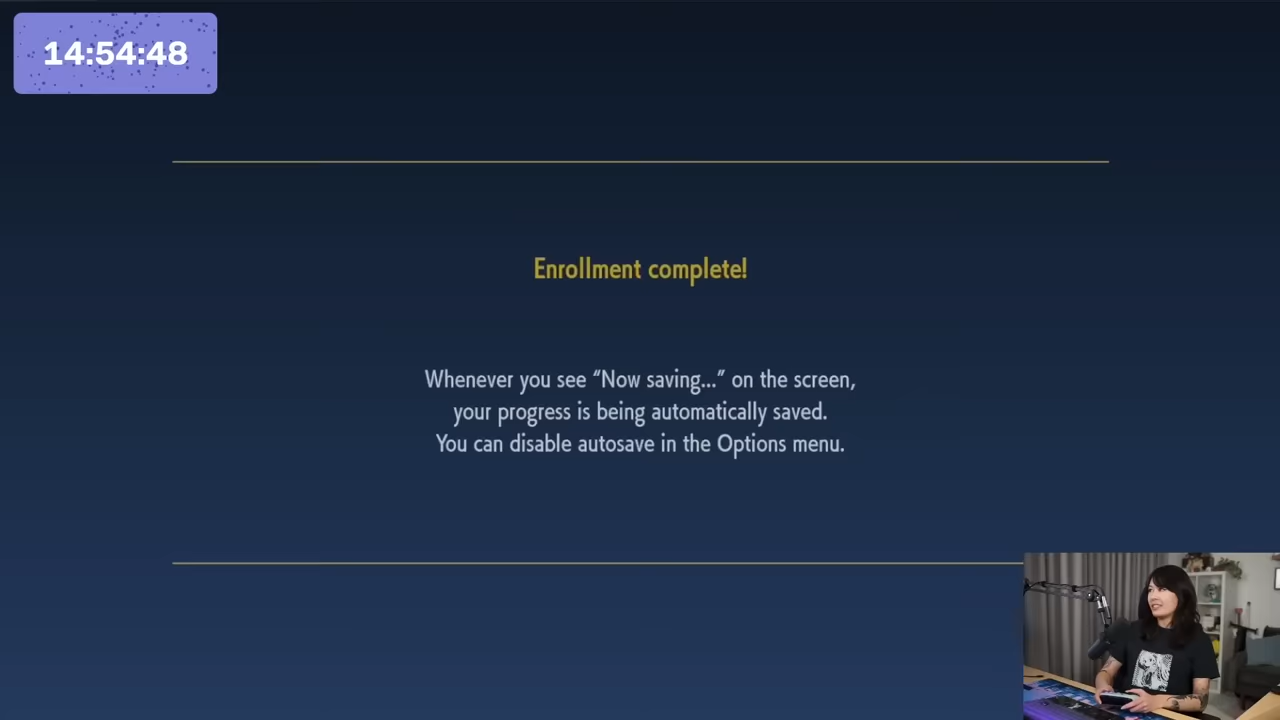 14:54:48
Enrollment complete!
Whenever you see “Now saving...” on the screen,
your progress is being automatically saved.
You can disable autosave in the Options menu.